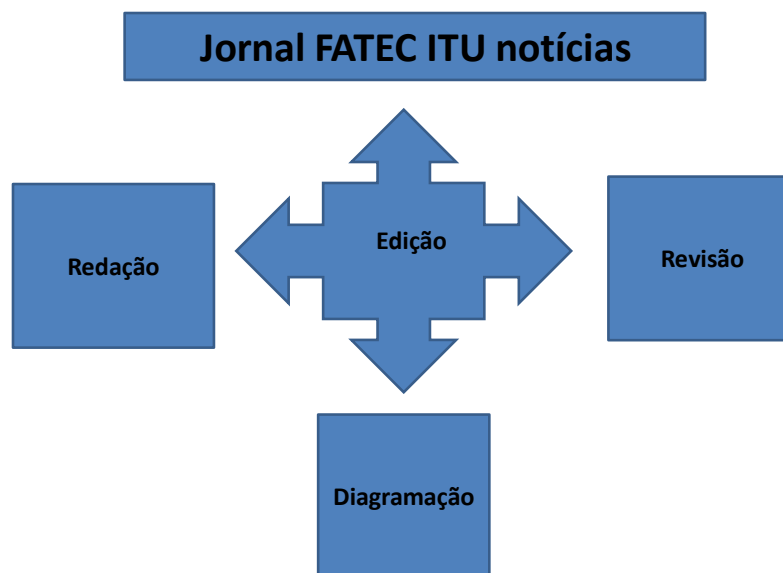 Jornal FATEC ITU notícias
Edição
Redação
Revisão
Diagramação